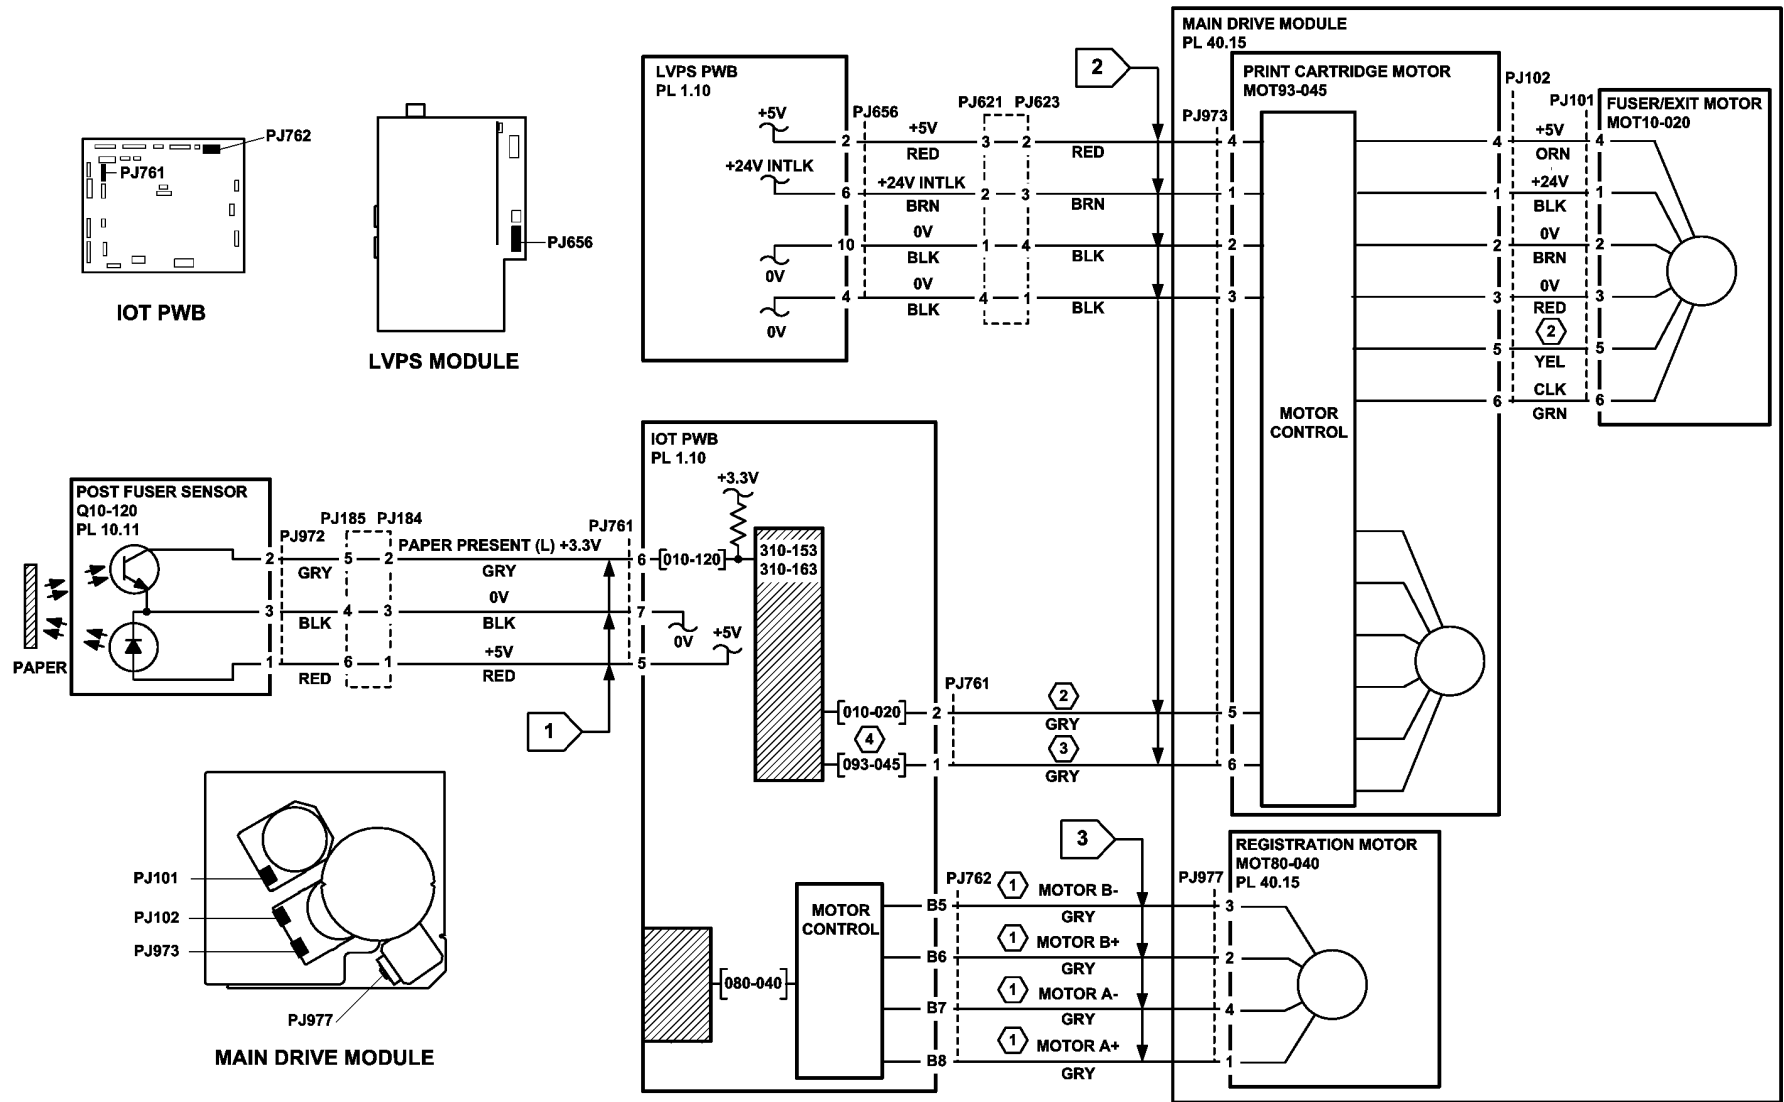 MAIN DRIVE MODULE
PL 40.15
2
LVPS PWB
PL 1.10
PRINT CARTRIDGE MOTOR
MOT93-045
PJ102
PJ101
FUSER/EXIT MOTOR
MOT10-020
PJ656
PJ621 PJ623
PJ973
PJ762
PJ761
PJ656
IOT PWB
LVPS MODULE
+5V
2
+5V
RED
3
2
RED
4
4
+5V
ORN
4
+24V INTLK
6
+24V INTLK
BRN
2
3
BRN
1
1
+24V
BLK
1
10
0V
BLK
1
4
BLK
2
2
0V
BRN
2
0V
4
0V
BLK
4
1
BLK
3
3
0V
RED
3
0V
5
2
YEL
5
6
CLK
GRN
6
MOTOR
CONTROL
IOT PWB
PL 1.10
+3.3V
POST FUSER SENSOR
Q10-120
PL 10.11
PJ972
PJ185 PJ184
PJ761
2
GRY
5
2
PAPER PRESENT (L) +3.3V
GRY
6
010-120
310-153
310-163
3
BLK
4
3
0V
BLK
7
0V
+5V
1
RED
6
1
+5V
RED
5
PAPER
1
PJ761
010-020
2
2
GRY
5
4
093-045
1
3
GRY
6
3
REGISTRATION MOTOR
MOT80-040
PL 40.15
PJ762
PJ977
MOTOR
CONTROL
B5
1
MOTOR B-
GRY
3
B6
1
MOTOR B+
GRY
2
080-040
B7
1
MOTOR A-
GRY
4
B8
1
MOTOR A+
GRY
1
PJ101
PJ102
PJ973
PJ977
MAIN DRIVE MODULE